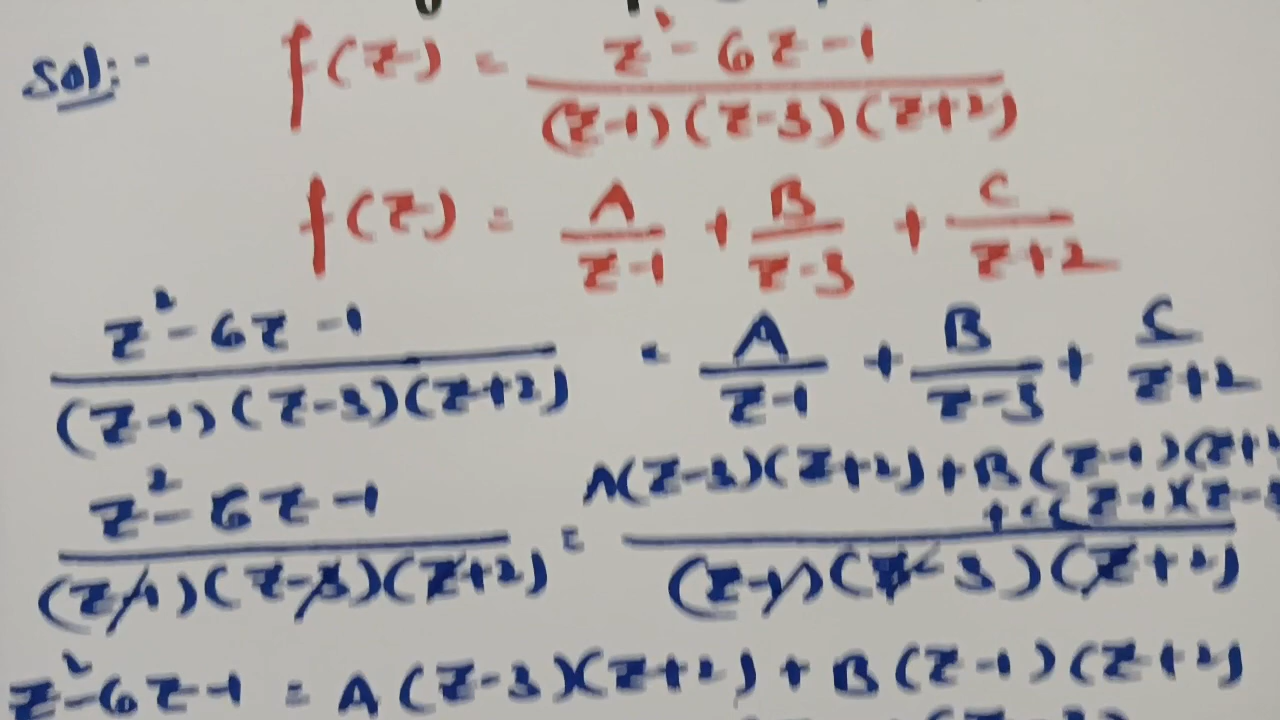 Sol:- f(z) = z² - 6z - 1 / (z-1)(z-3)(z+2)
f(z) = A / z-1 + B / z-3 + C / z+2
z² - 6z - 1 / (z-1)(z-3)(z+2) = A / z-1 + B / z-3 + C / z+2
z² - 6z - 1 / (z-1)(z-3)(z+2) = A(z-3)(z+2) + B(z-1)(z+ + C(z-1)(z-3 / (z-1)(z-3)(z+2)
z² - 6z - 1 = A(z-3)(z+2) + B(z-1)(z+2)